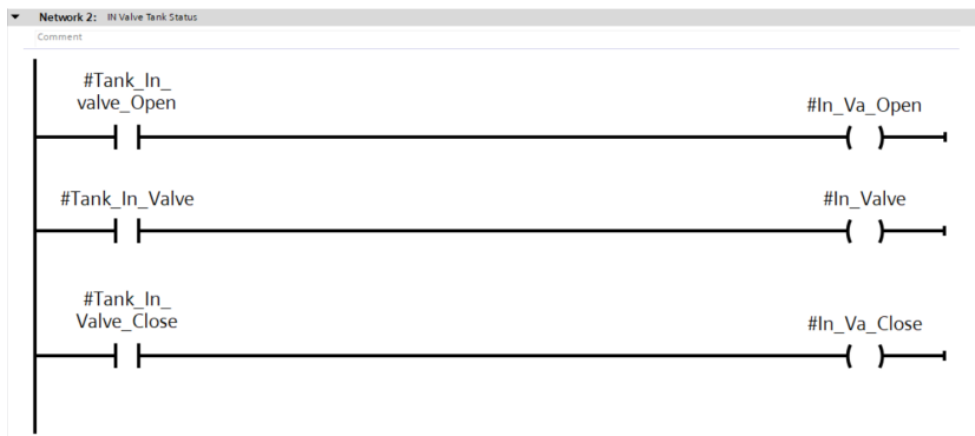 Network 2: IN Valve Tank Status
Comment
#Tank_In_
valve_Open
#In_Va_Open
#Tank_In_Valve
#In_Valve
#Tank_In_
Valve_Close
#In_Va_Close